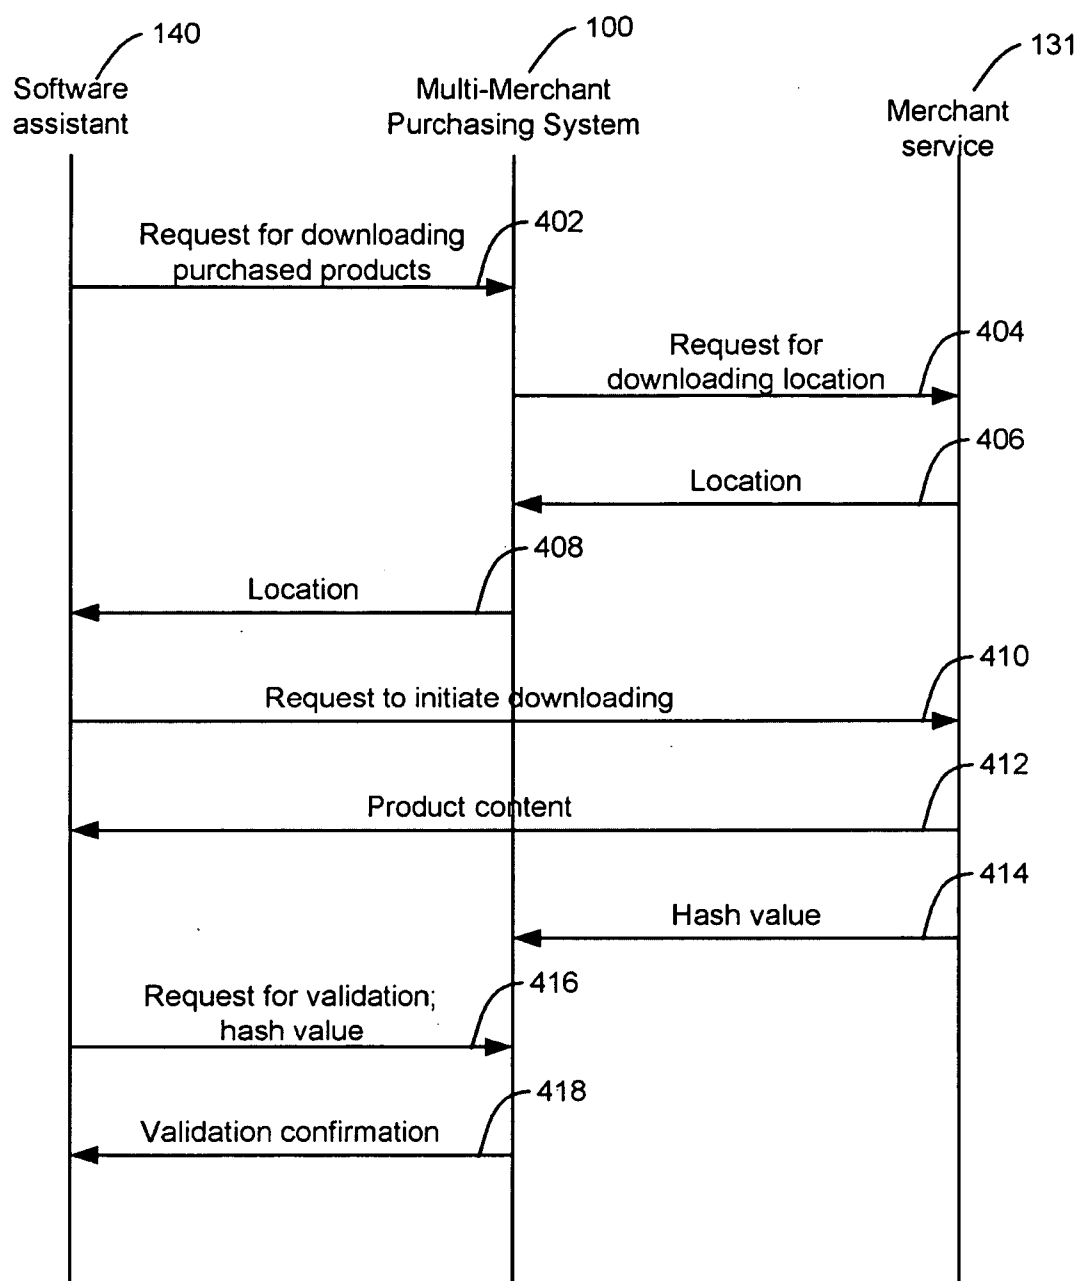 140
100
131
Software
assistant
Multi-Merchant
Purchasing System
Merchant
service
402
Request for downloading
purchased products
404
Request for
downloading location
406
Location
408
Location
410
Request to initiate downloading
412
Product content
414
Hash value
416
Request for validation;
hash value
418
Validation confirmation